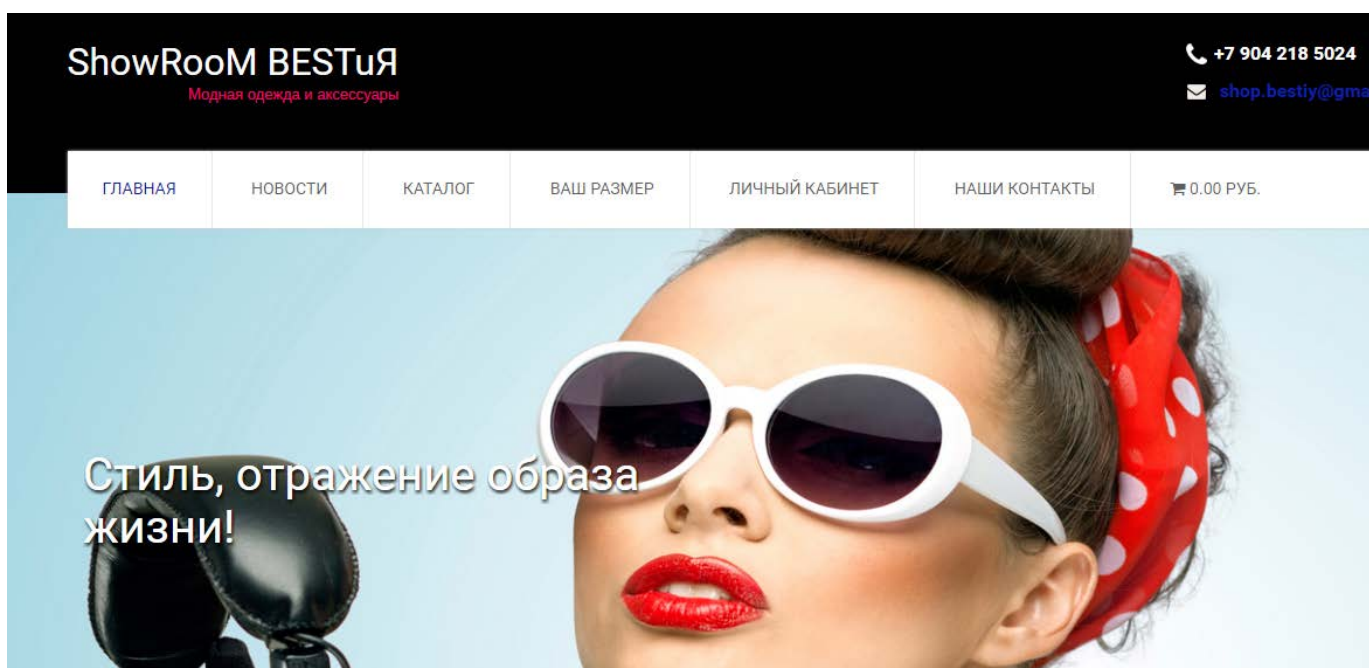 ShowRooM BESTuЯ
Модная одежда и аксессуары
+7 904 218 5024
shop.bestiy@gma
ГЛАВНАЯ
НОВОСТИ
КАТАЛОГ
ВАШ РАЗМЕР
ЛИЧНЫЙ КАБИНЕТ
НАШИ КОНТАКТЫ
0.00 РУБ.
Стиль, отражение образа
жизни!